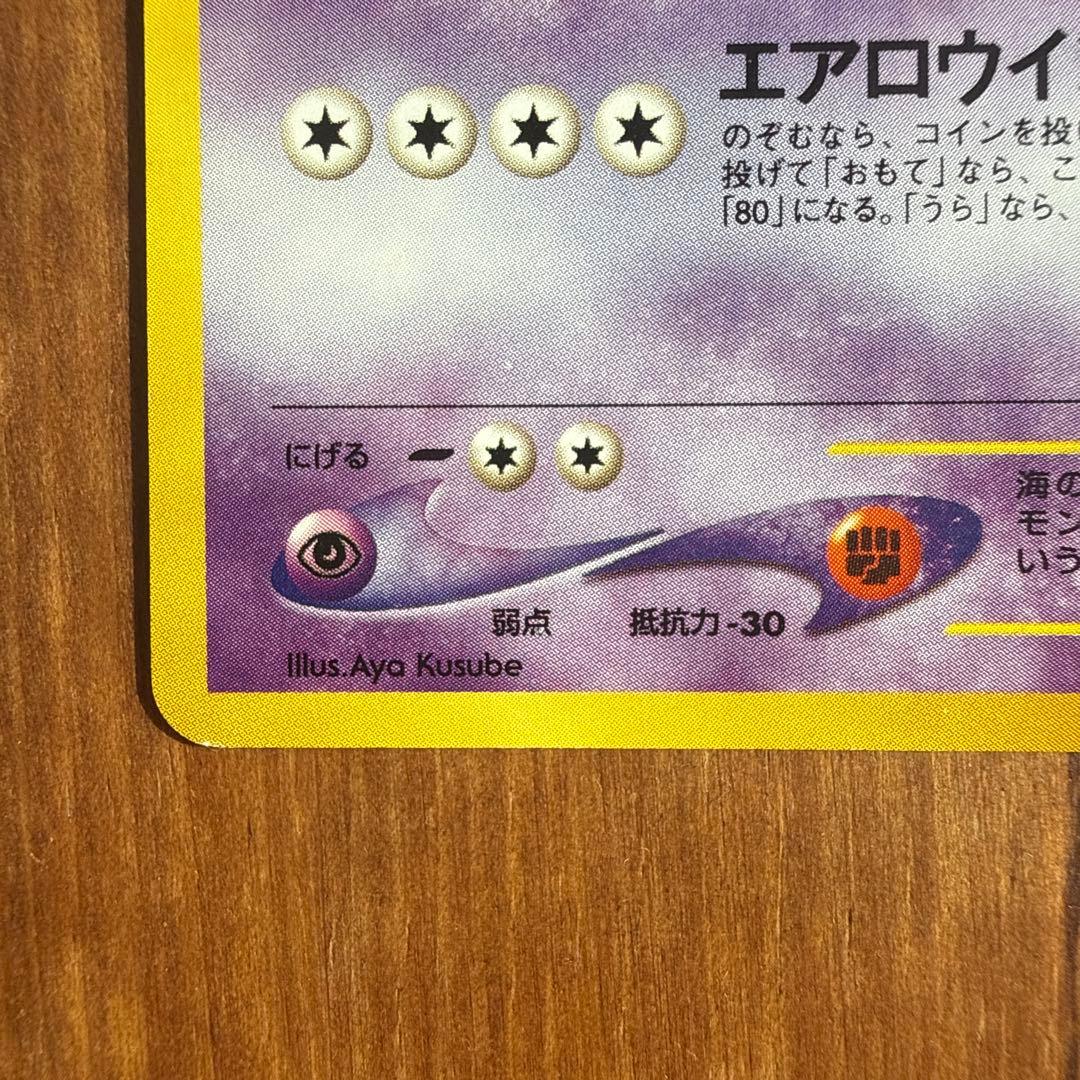 エアロウイン
のぞむなら、コインを投
投げて「おもて」なら、こ
「80」になる。「うら」なら、
にげる
海の
モン
いう
弱点 抵抗力-30
Illus.Aya Kusube